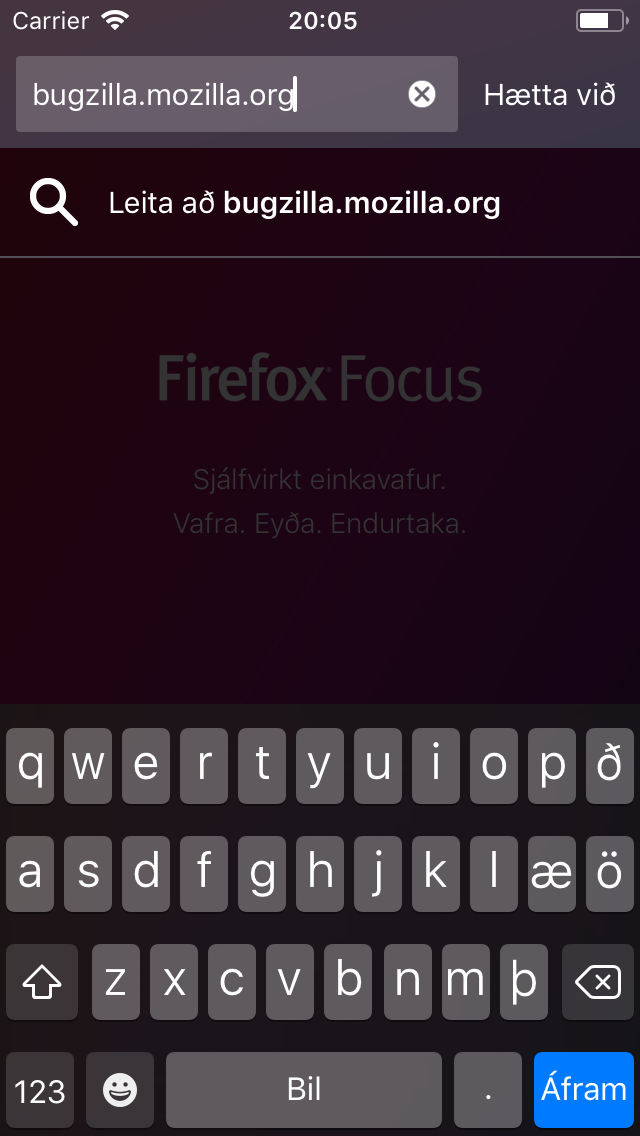 Carrier 20:05
bugzilla.mozilla.org Hætta við
Leita að bugzilla.mozilla.org
Firefox Focus
Sjálfvirkt einkavafur.
Vafra. Eyða. Endurtaka.
q w e r t y u i o p ð
a s d f g h j k l æ ö
z x c v b n m þ
123 Bil . Áfram